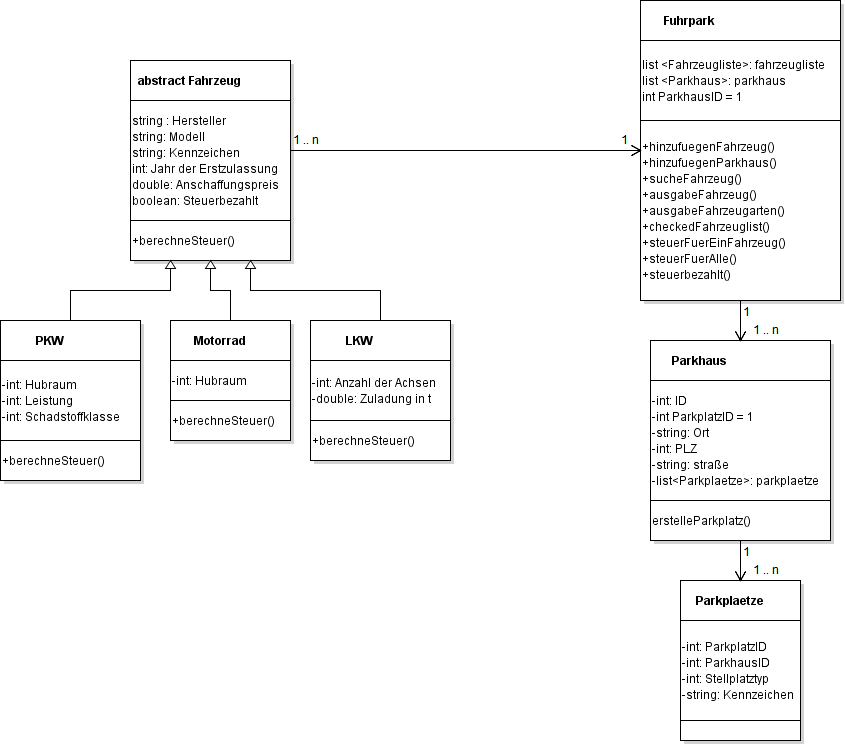 Fuhrpark
list <Fahrzeugliste>: fahrzeugliste
list <Parkhaus>: parkhaus
int ParkhausID = 1
+hinzufuegenFahrzeug()
+hinzufuegenParkhaus()
+sucheFahrzeug()
+ausgabeFahrzeug()
+ausgabeFahrzeugarten()
+checkedFahrzeuglist()
+steuerFuerEinFahrzeug()
+steuerFuerAlle()
+steuerbezahlt()
abstract Fahrzeug
string : Hersteller
string: Modell
string: Kennzeichen
int: Jahr der Erstzulassung
double: Anschaffungspreis
boolean: Steuerbezahlt
+berechneSteuer()
1 .. n
1
PKW
-int: Hubraum
-int: Leistung
-int: Schadstoffklasse
+berechneSteuer()
Motorrad
-int: Hubraum
+berechneSteuer()
LKW
-int: Anzahl der Achsen
-double: Zuladung in t
+berechneSteuer()
1
1 .. n
Parkhaus
-int: ID
-int ParkplatzID = 1
-string: Ort
-int: PLZ
-string: straße
-list<Parkplaetze>: parkplaetze
erstelleParkplatz()
1
1 .. n
Parkplaetze
-int: ParkplatzID
-int: ParkhausID
-int: Stellplatztyp
-string: Kennzeichen